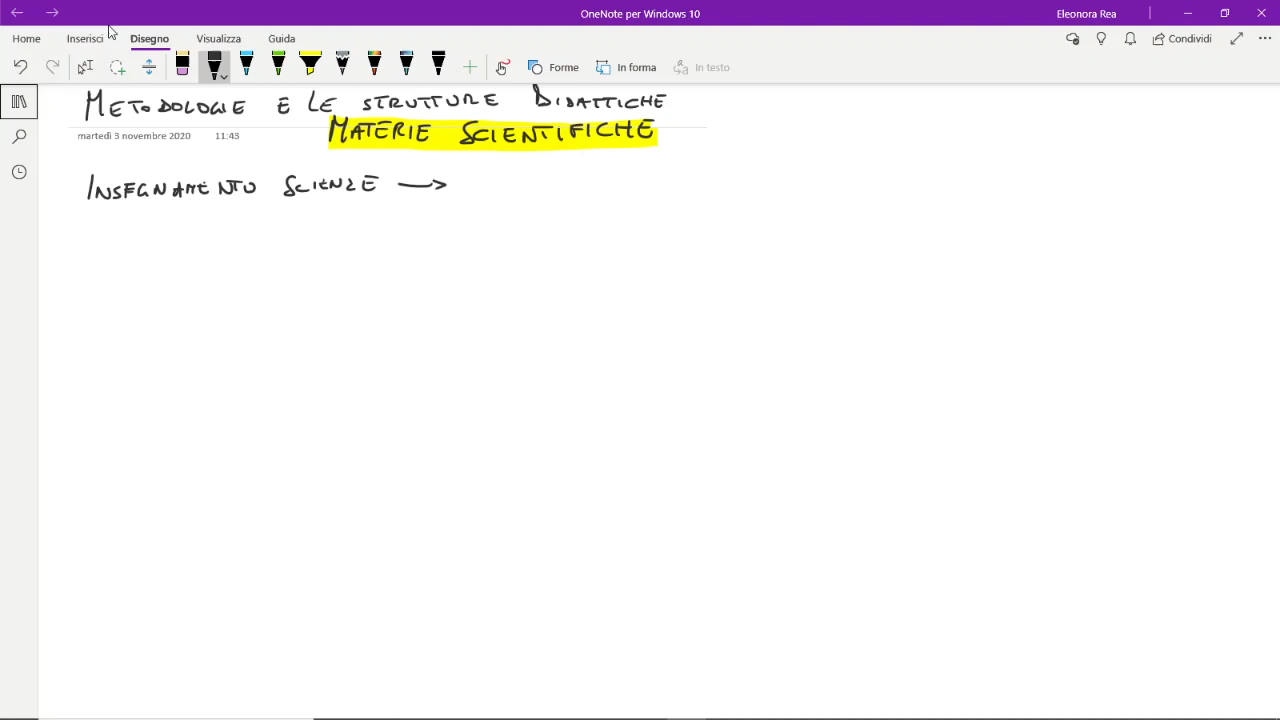 OneNote per Windows 10
Eleonora Rea
Home Inserisci Disegno Visualizza Guida
Condividi
Forme In forma In testo
METODOLOGIE E LE STRUTTURE DIDATTICHE
martedì 3 novembre 2020 11:43
MATERIE SCIENTIFICHE
INSEGNAMENTO SCIENZE →